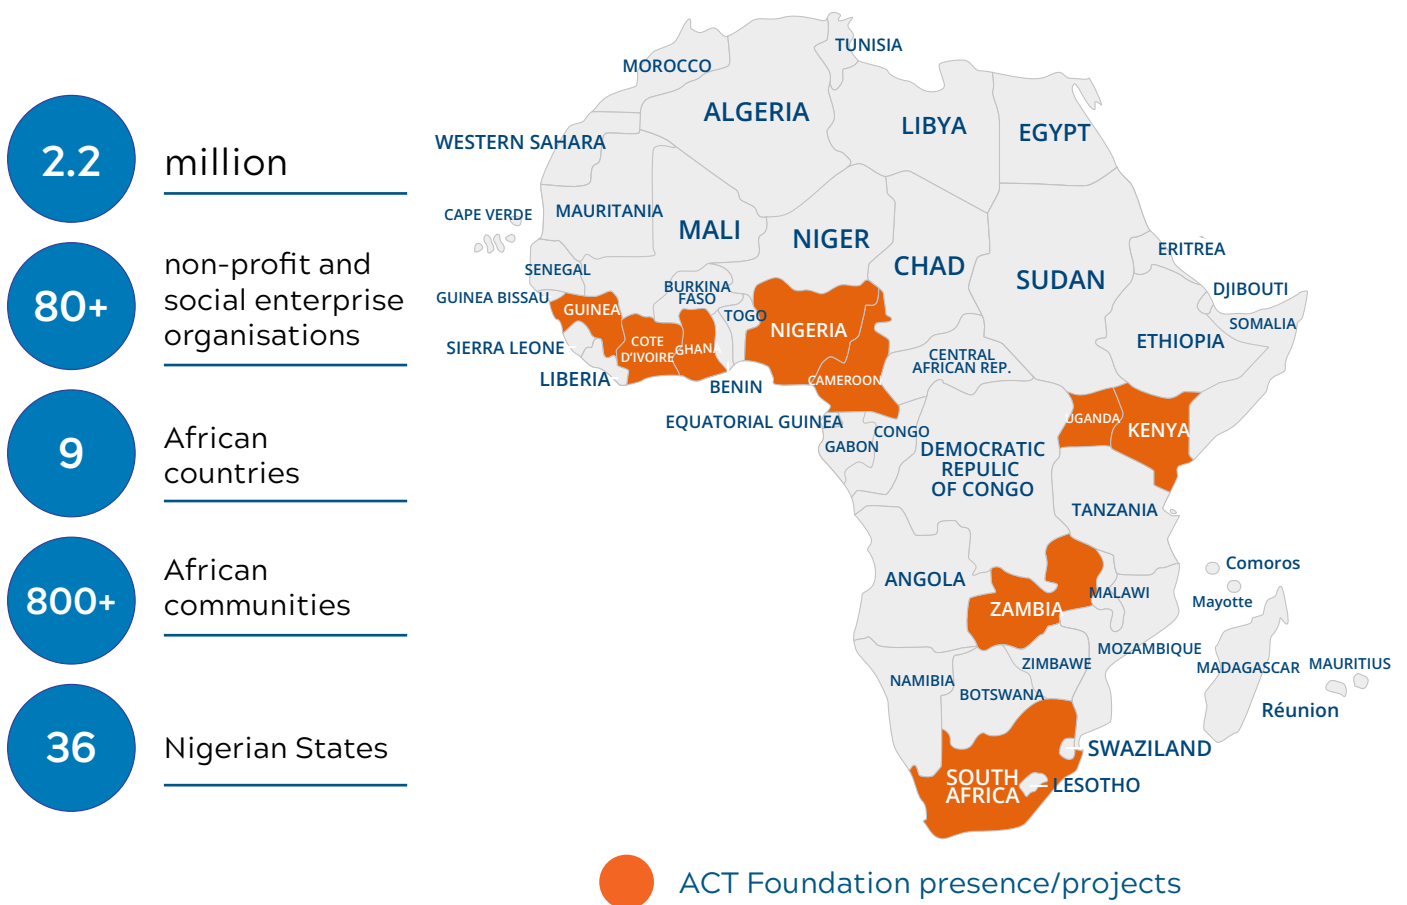 2.2
million
80+
non-profit and
social enterprise
organisations
9
African
countries
800+
African
communities
36
Nigerian States
TUNISIA
MOROCCO
ALGERIA
LIBYA
EGYPT
WESTERN SAHARA
CAPE VERDE
MAURITANIA
MALI
NIGER
CHAD
SUDAN
ERITREA
SENEGAL
DJIBOUTI
GUINEA BISSAU
BURKINA
FASO
GUINEA
TOGO
NIGERIA
SOMALIA
ETHIOPIA
SIERRA LEONE
COTE
D'IVOIRE
GHANA
CENTRAL
AFRICAN REP.
LIBERIA
BENIN
CAMEROON
EQUATORIAL GUINEA
UGANDA
KENYA
GABON
CONGO
DEMOCRATIC
REPULIC
OF CONGO
TANZANIA
Comoros
ANGOLA
MALAWI
Mayotte
ZAMBIA
MOZAMBIQUE
ZIMBAWE
MADAGASCAR
MAURITIUS
NAMIBIA
BOTSWANA
Réunion
SWAZILAND
SOUTH
AFRICA
LESOTHO
ACT Foundation presence/projects